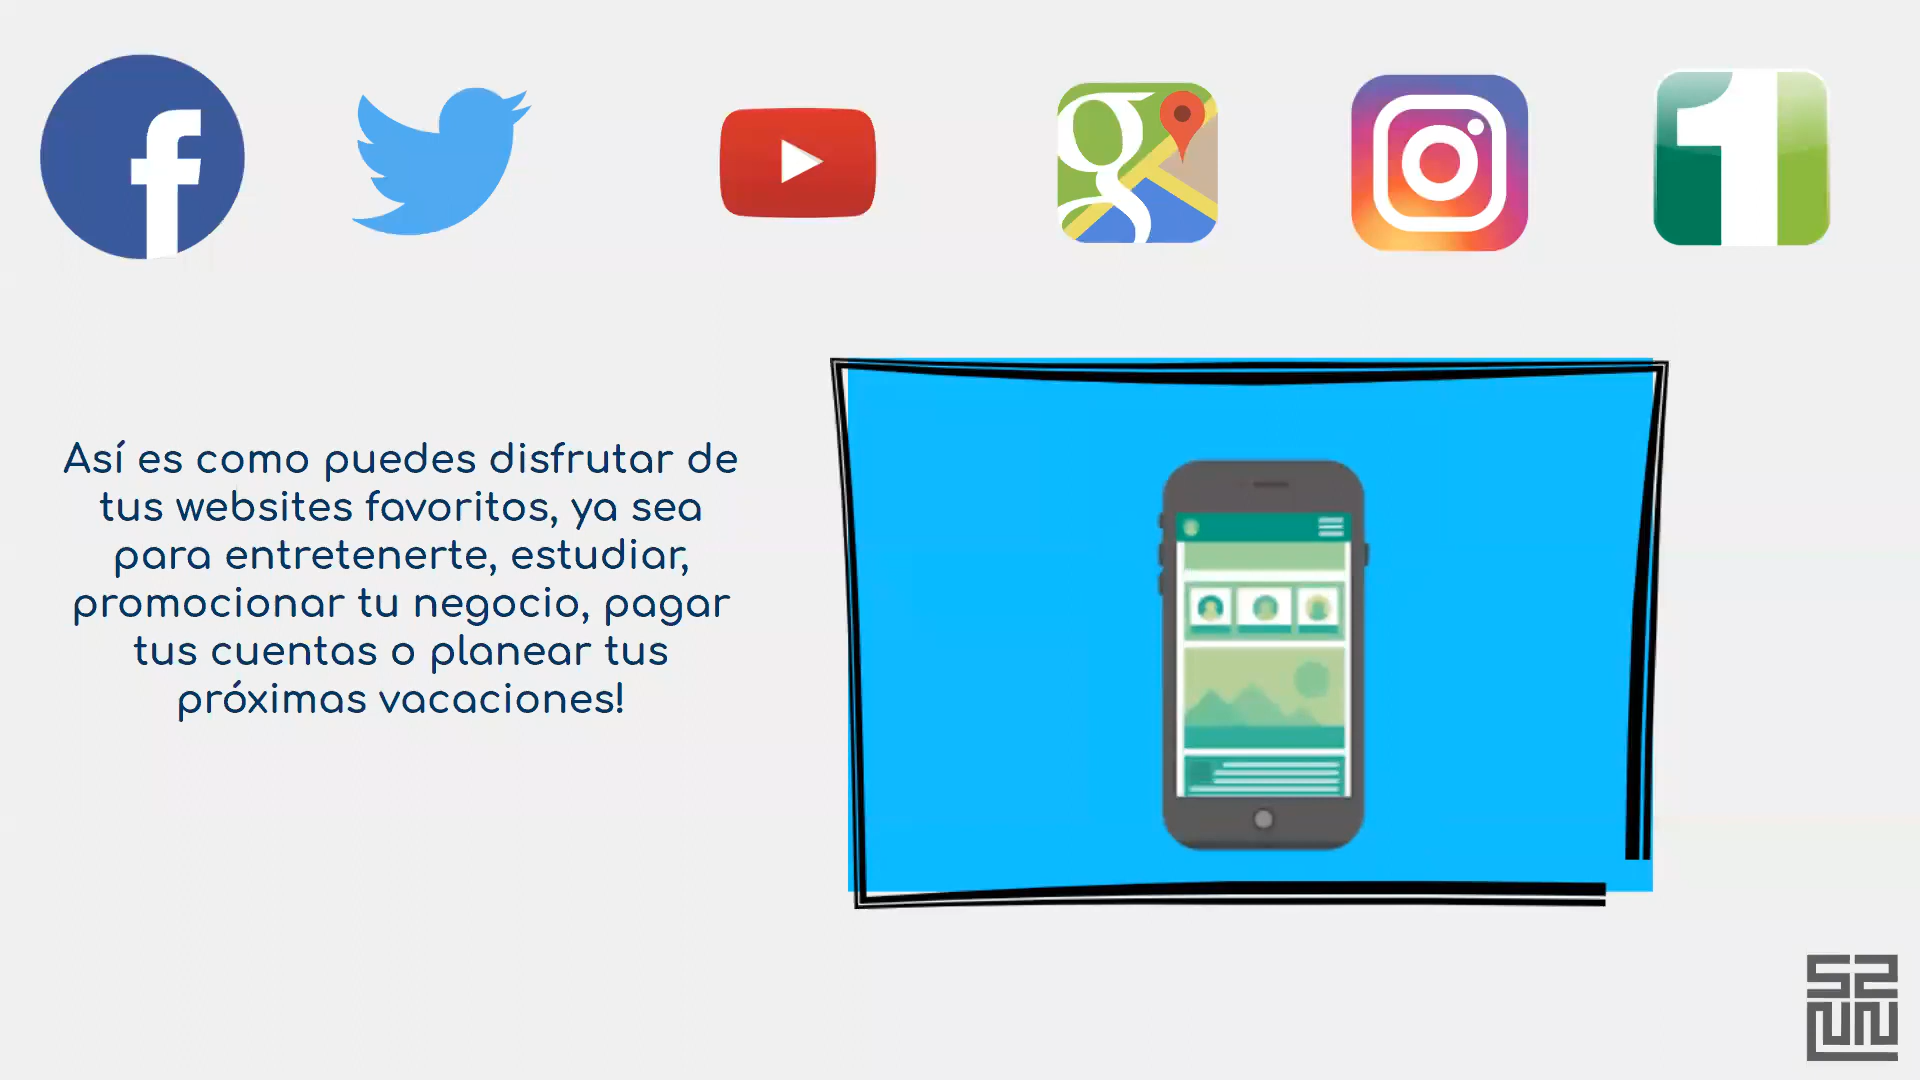 f
g
1
Así es como puedes disfrutar de
tus websites favoritos, ya sea
para entretenerte, estudiar,
promocionar tu negocio, pagar
tus cuentas o planear tus
próximas vacaciones!